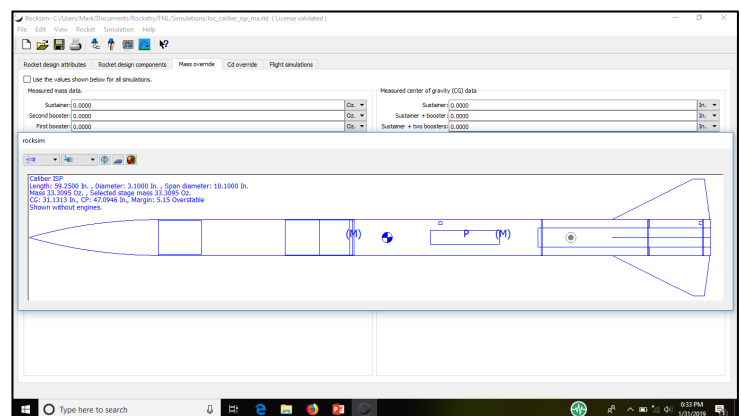 Rocksim- C:/Users/Mark/Documents/Rocketry/FNL/Simulations/loc_caliber_isp_ma.rkt ( License validated )
File Edit View Rocket Simulation Help
Rocket design attributes Rocket design components Mass override Cd override Flight simulations
Use the values shown below for all simulations.
Measured mass data. Measured center of gravity (CG) data
Sustainer: 0.0000 Oz. Sustainer: 0.0000 In.
Second booster: 0.0000 Oz. Sustainer + booster: 0.0000 In.
First booster: 0.0000 Oz. Sustainer + two boosters: 0.0000 In.
rocksim
Caliber ISP
Length: 59.2500 In. , Diameter: 3.1000 In. , Span diameter: 10.1000 In.
Mass 33.3095 Oz. , Selected stage mass 33.3095 Oz.
CG: 31.1313 In., CP: 47.0946 In., Margin: 5.15 Overstable
Shown without engines.
(M) P (M)
Type here to search
6:33 PM
1/31/2019